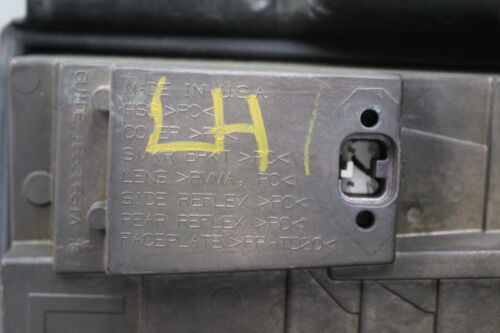 MADE IN U.S.A.
HSG >PC<
COVER >PC<
SMKR BRKT >PC<
LENS >PMMA, PC<
SIDE REFLEX >PC<
REAR REFLEX >PC<
FACEPLATE >PP-TD20<
LH
GUIDE